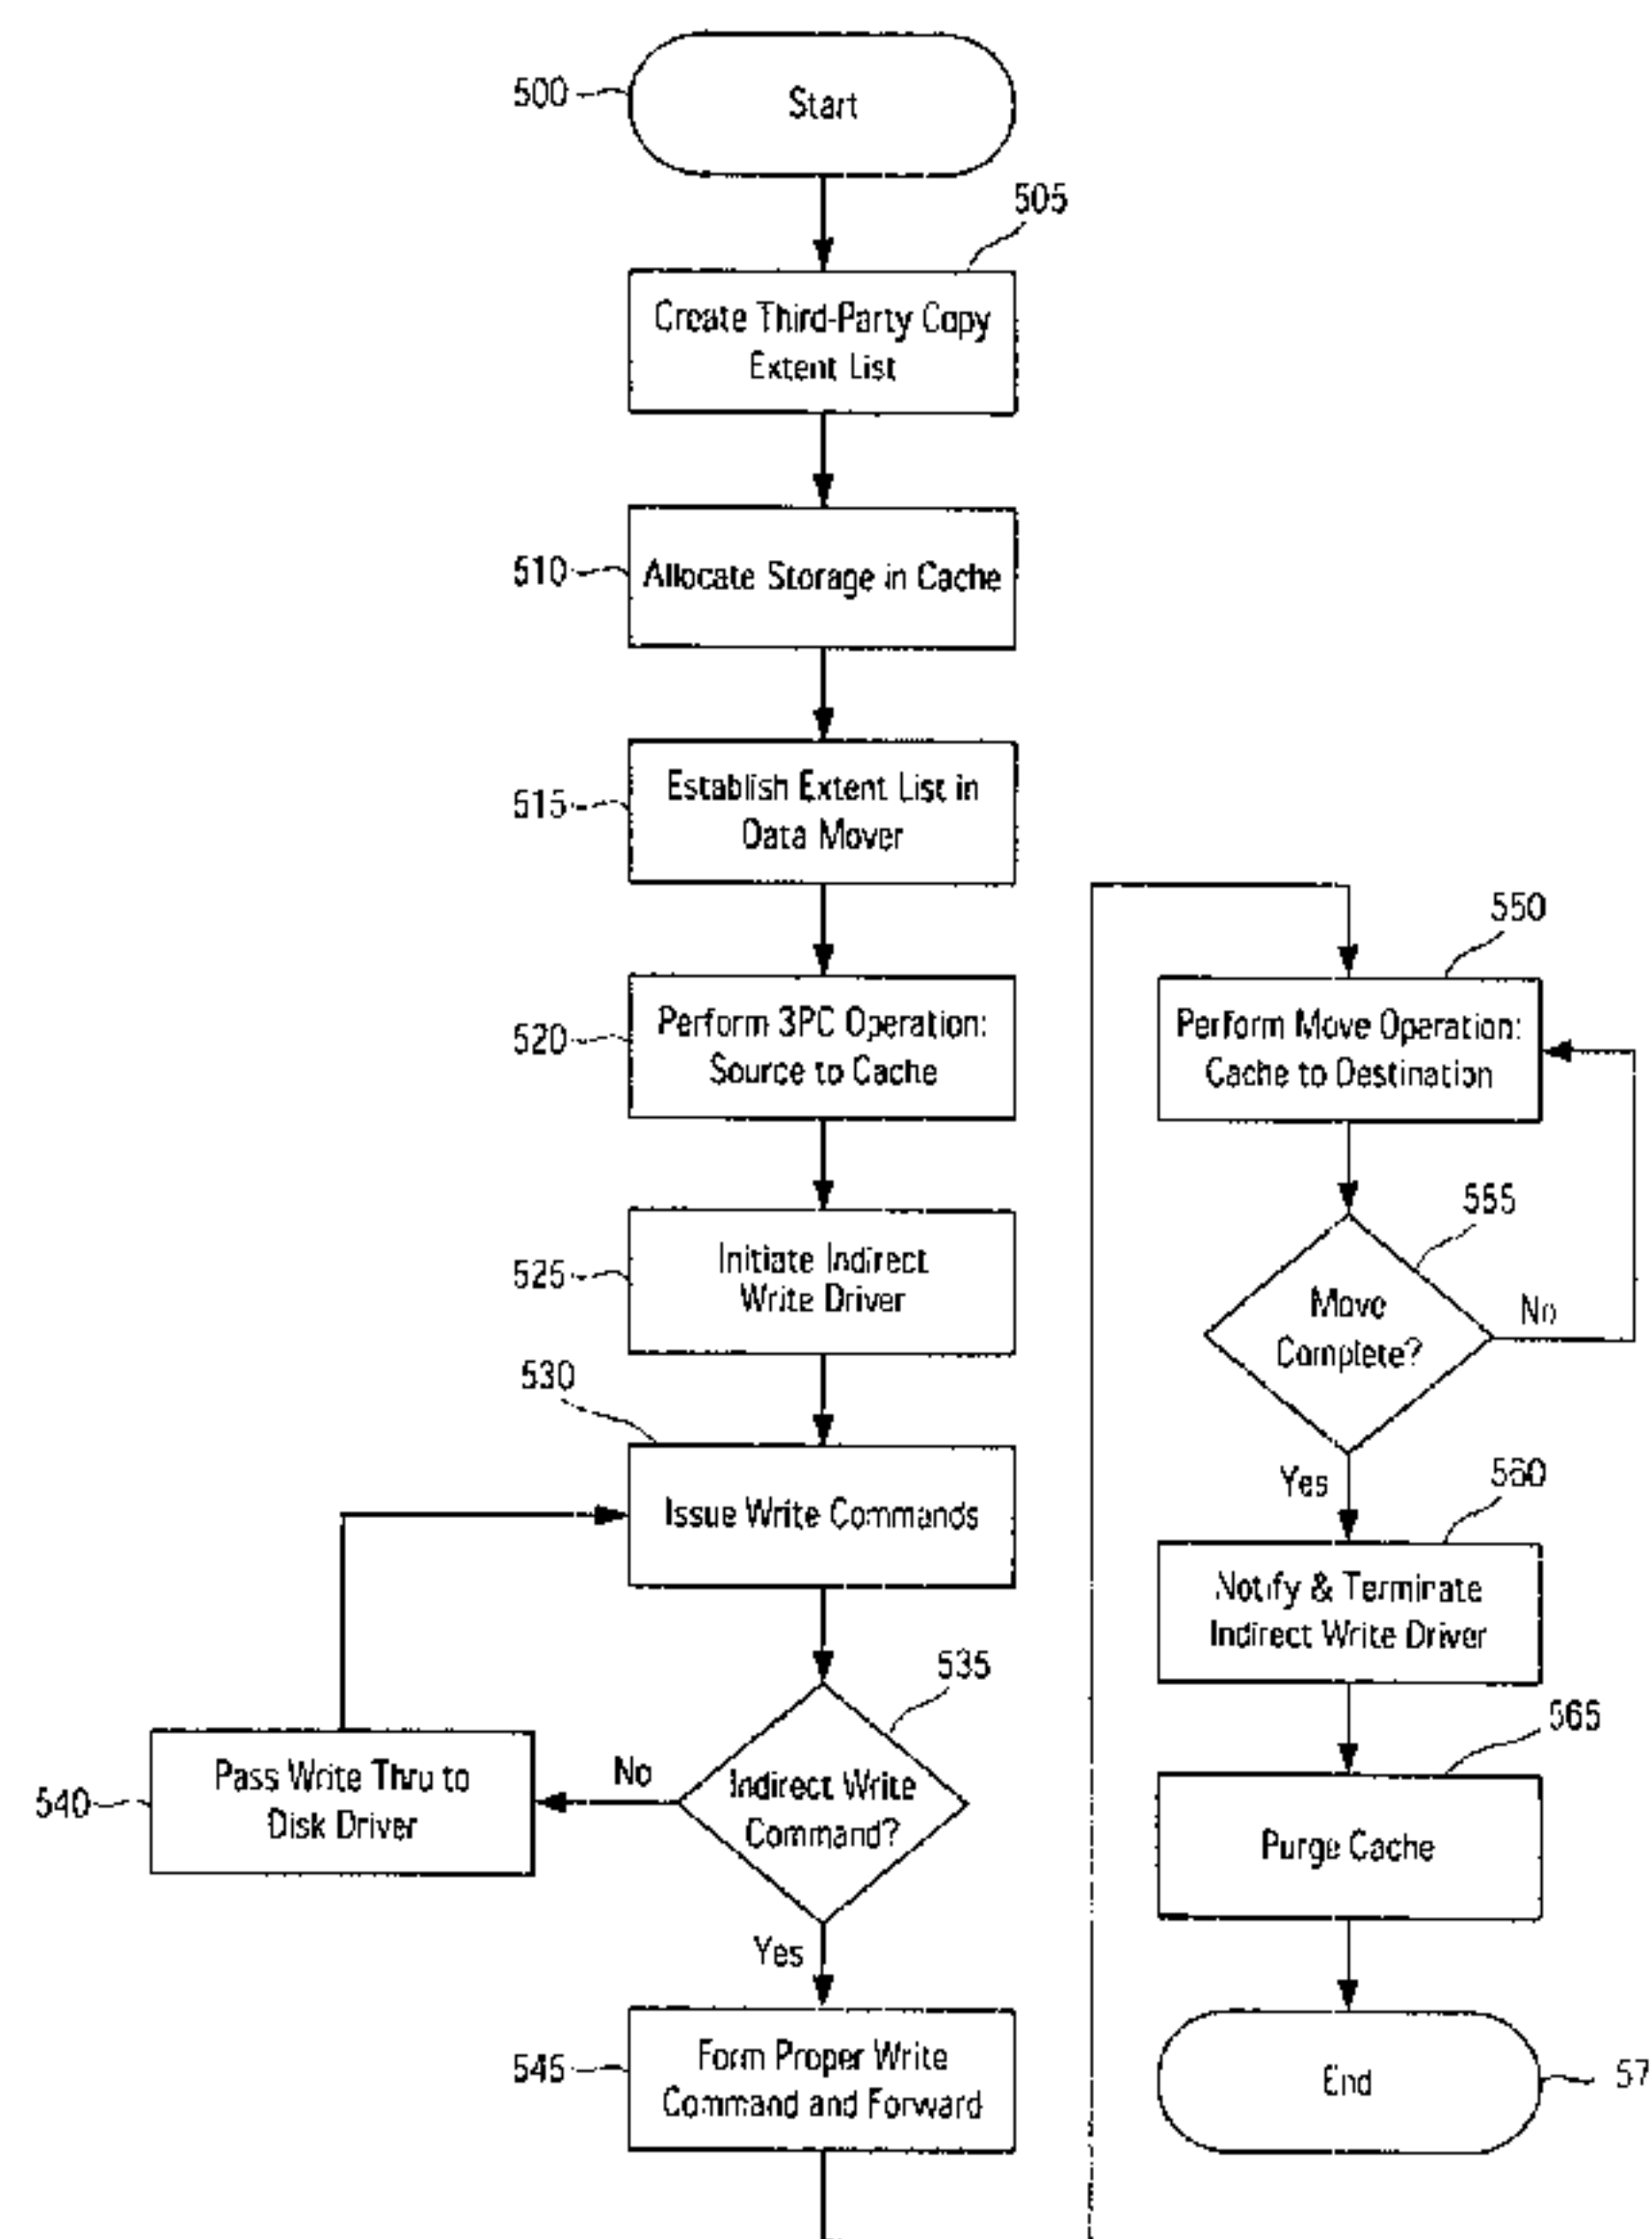 500
Start
505
Create Third-Party Copy
Extent List
510
Allocate Storage in Cache
515
Establish Extent List in
Data Mover
520
Perform 3PC Operation:
Source to Cache
525
Initiate Indirect
Write Driver
530
Issue Write Commands
535
Indirect Write
Command?
No
540
Pass Write Thru to
Disk Driver
Yes
545
Form Proper Write
Command and Forward
550
Perform Move Operation:
Cache to Destination
555
Move
Complete?
No
Yes
560
Notify & Terminate
Indirect Write Driver
565
Purge Cache
End
57